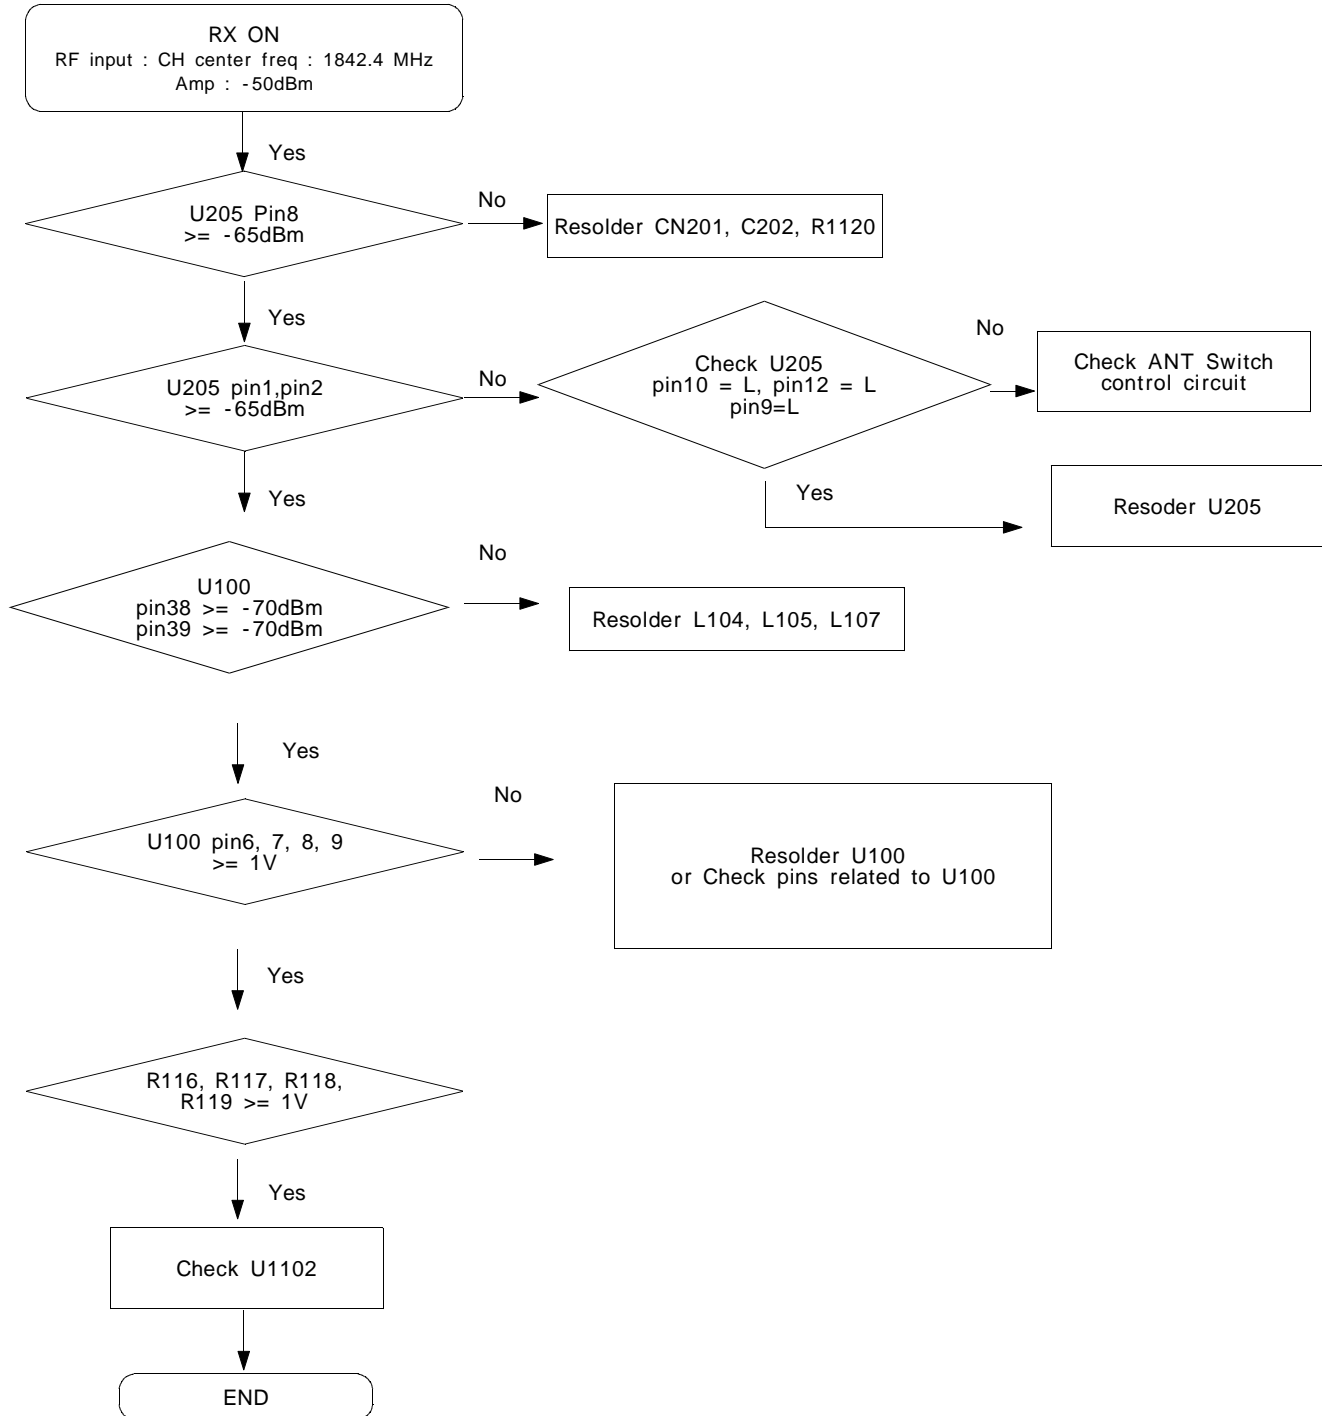 RX ON
RF input : CH center freq : 1842.4 MHz
Amp : -50dBm
Yes
U205 Pin8
>= -65dBm
No
Resolder CN201, C202, R1120
Yes
U205 pin1,pin2
>= -65dBm
No
Check U205
pin10 = L, pin12 = L
pin9=L
No
Check ANT Switch
control circuit
Yes
Resoder U205
Yes
U100
pin38 >= -70dBm
pin39 >= -70dBm
No
Resolder L104, L105, L107
Yes
U100 pin6, 7, 8, 9
>= 1V
No
Resolder U100
or Check pins related to U100
Yes
R116, R117, R118,
R119 >= 1V
Yes
Check U1102
END